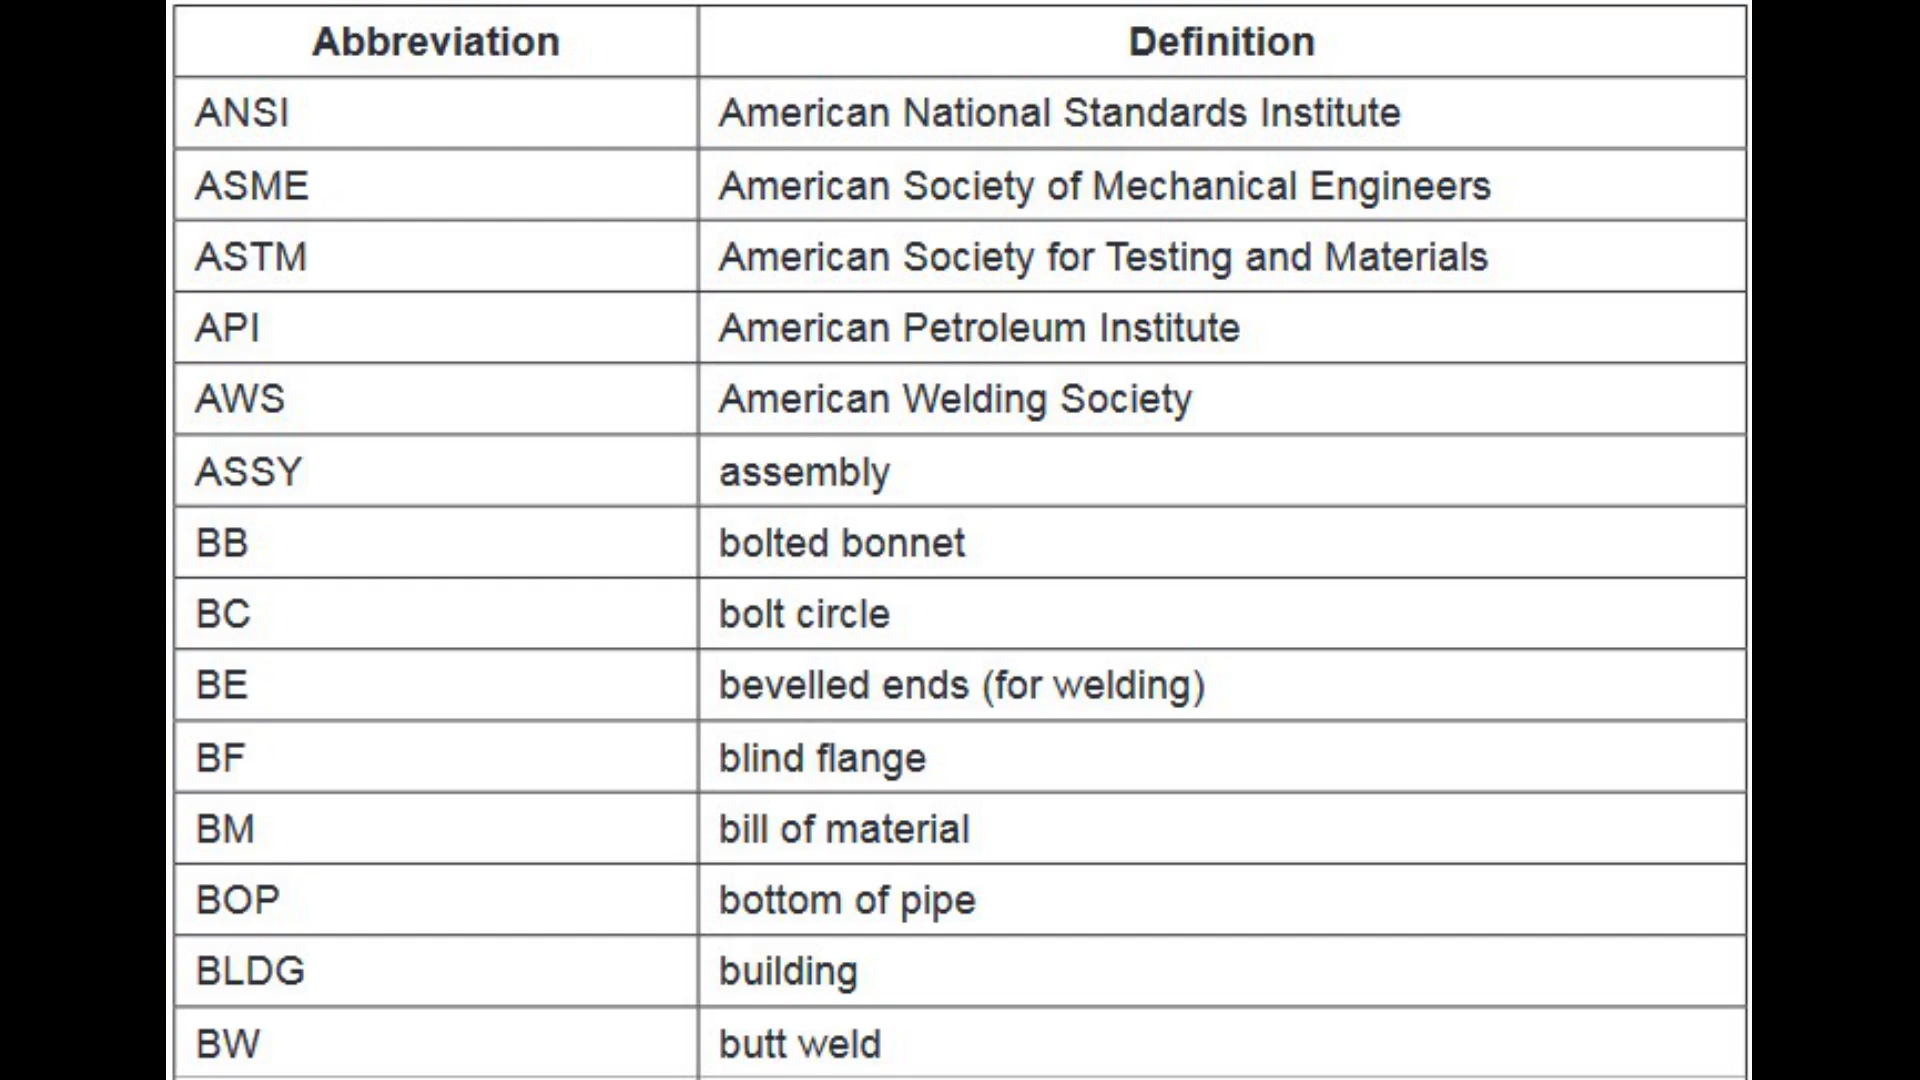 Abbreviation Definition
ANSI American National Standards Institute
ASME American Society of Mechanical Engineers
ASTM American Society for Testing and Materials
API American Petroleum Institute
AWS American Welding Society
ASSY assembly
BB bolted bonnet
BC bolt circle
BE bevelled ends (for welding)
BF blind flange
BM bill of material
BOP bottom of pipe
BLDG building
BW butt weld